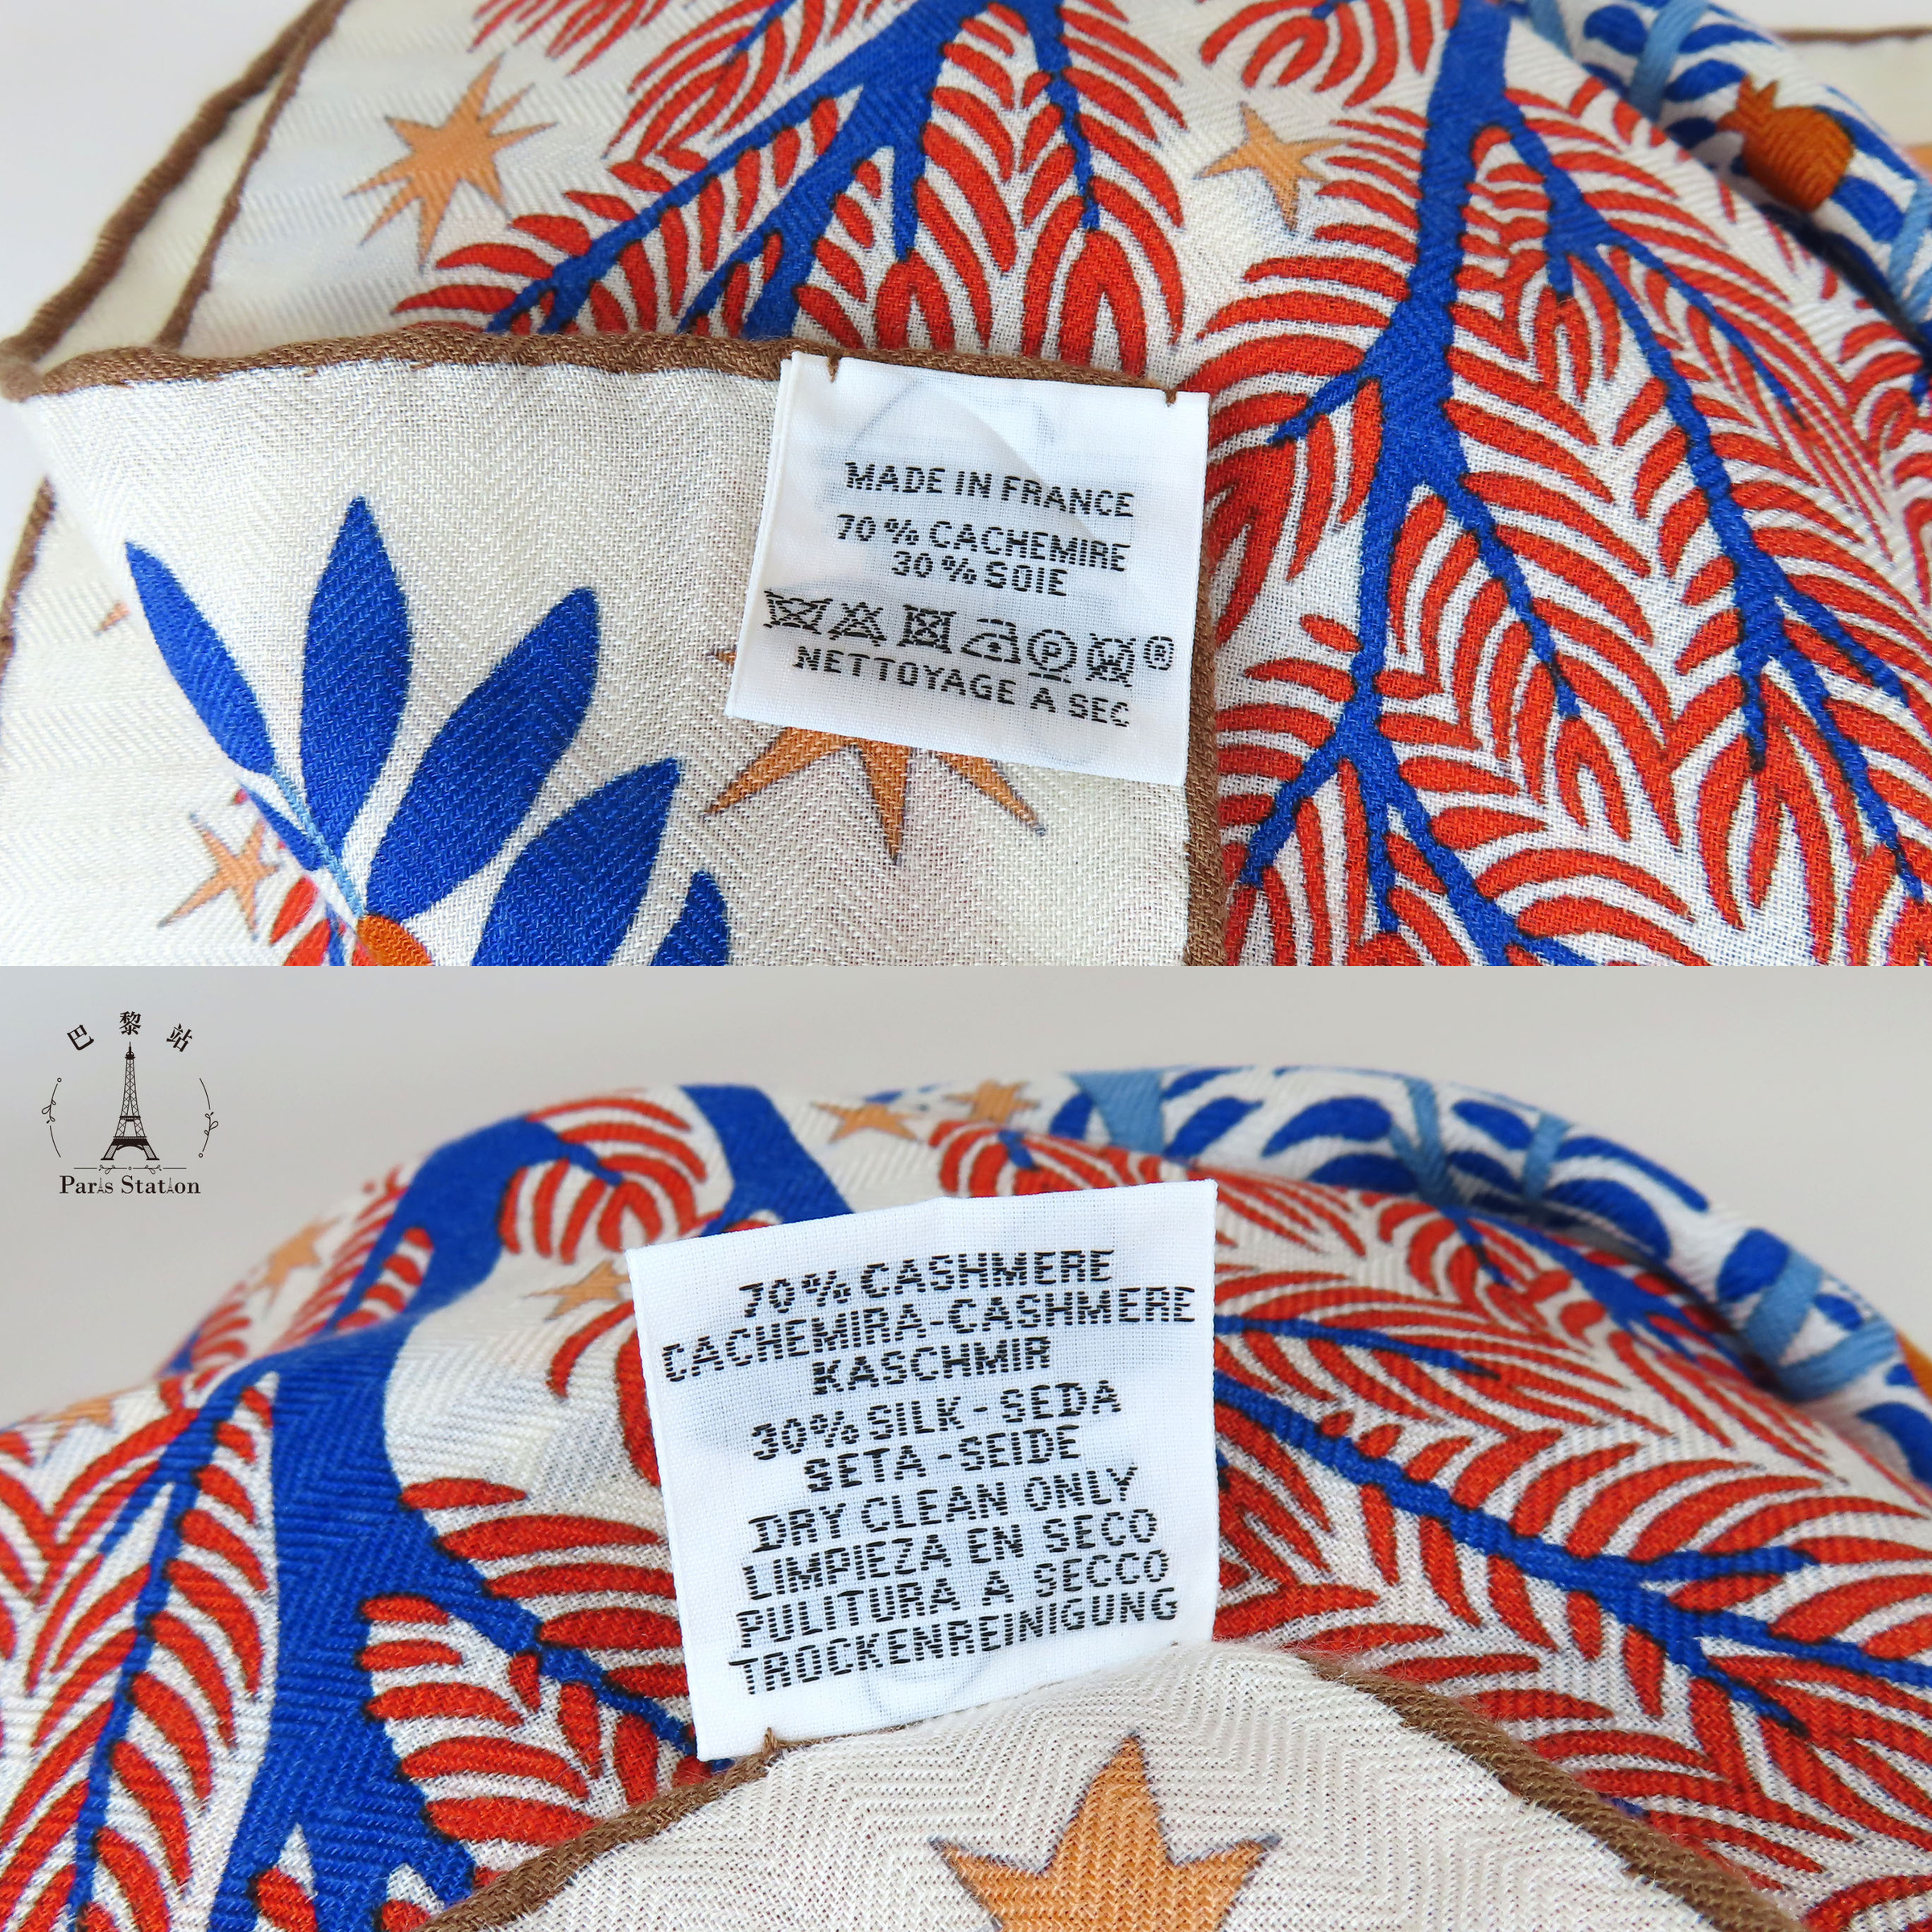 MADE IN FRANCE
70 % CACHEMIRE
30 % SOIE
P
®
NETTOYAGE A SEC
巴黎站
Paris Station
70% CASHMERE
CACHEMIRA-CASHMERE
KASCHMIR
30% SILK - SEDA
SETA - SEIDE
DRY CLEAN ONLY
LIMPIEZA EN SECO
PULITURA A SECCO
TROCKENREINIGUNG